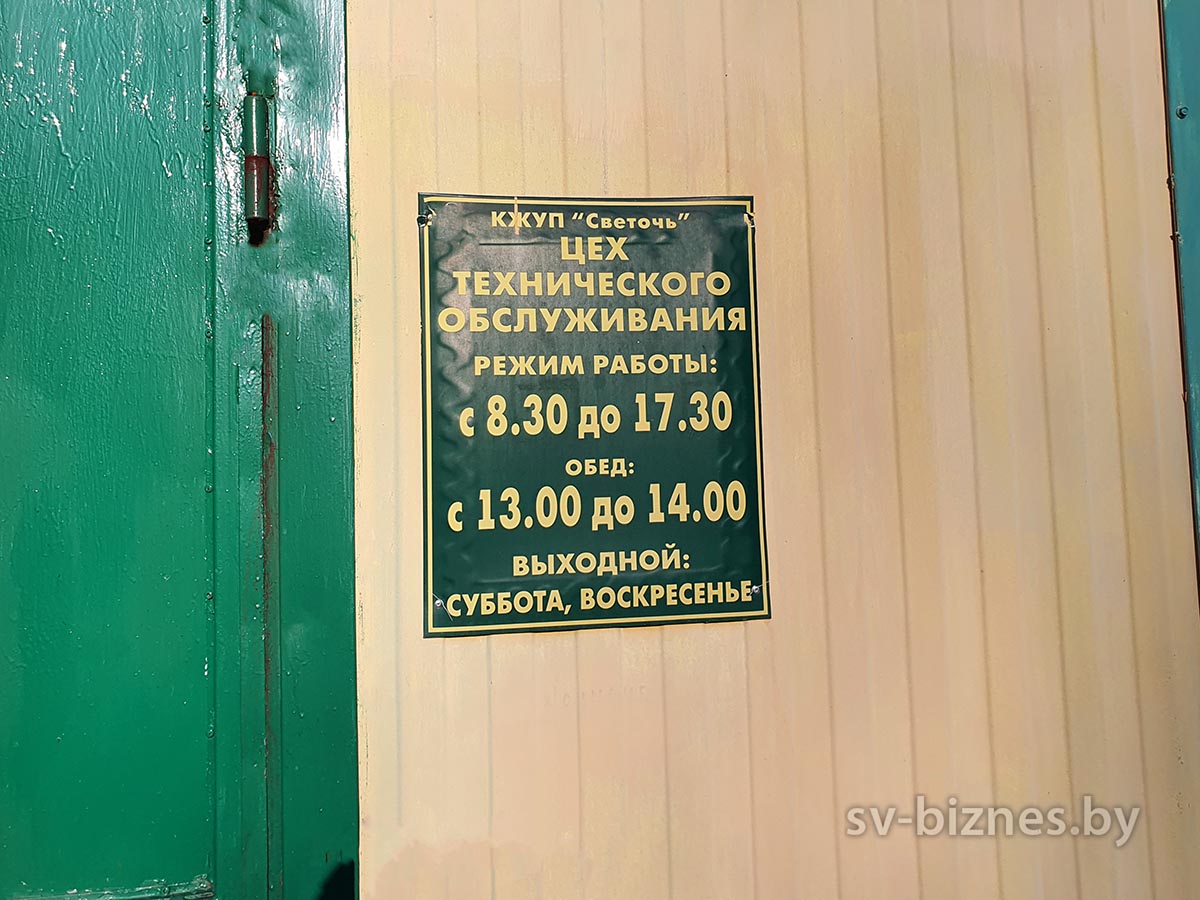 КЖУП "Светочь"
ЦЕХ
ТЕХНИЧЕСКОГО
ОБСЛУЖИВАНИЯ
РЕЖИМ РАБОТЫ:
с 8.30 до 17.30
ОБЕД:
с 13.00 до 14.00
ВЫХОДНОЙ:
СУББОТА, ВОСКРЕСЕНЬЕ
sv-biznes.by